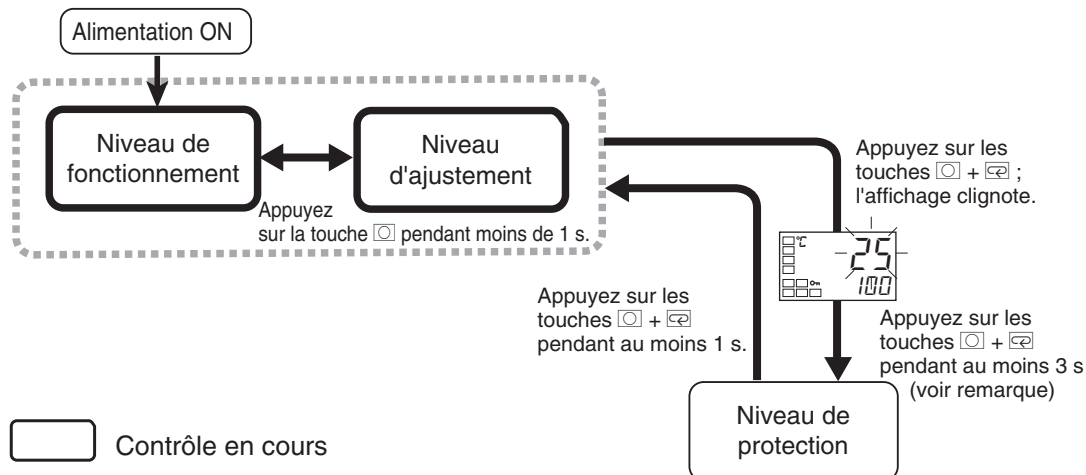 Alimentation ON
Niveau de
fonctionnement
Niveau
d'ajustement
Appuyez
sur la touche pendant moins de 1 s.
Appuyez sur les
touches + ;
l'affichage clignote.
°C
25
100
Appuyez sur les
touches +
pendant au moins 1 s.
Appuyez sur les
touches +
pendant au moins 3 s
(voir remarque)
Niveau de
protection
Contrôle en cours